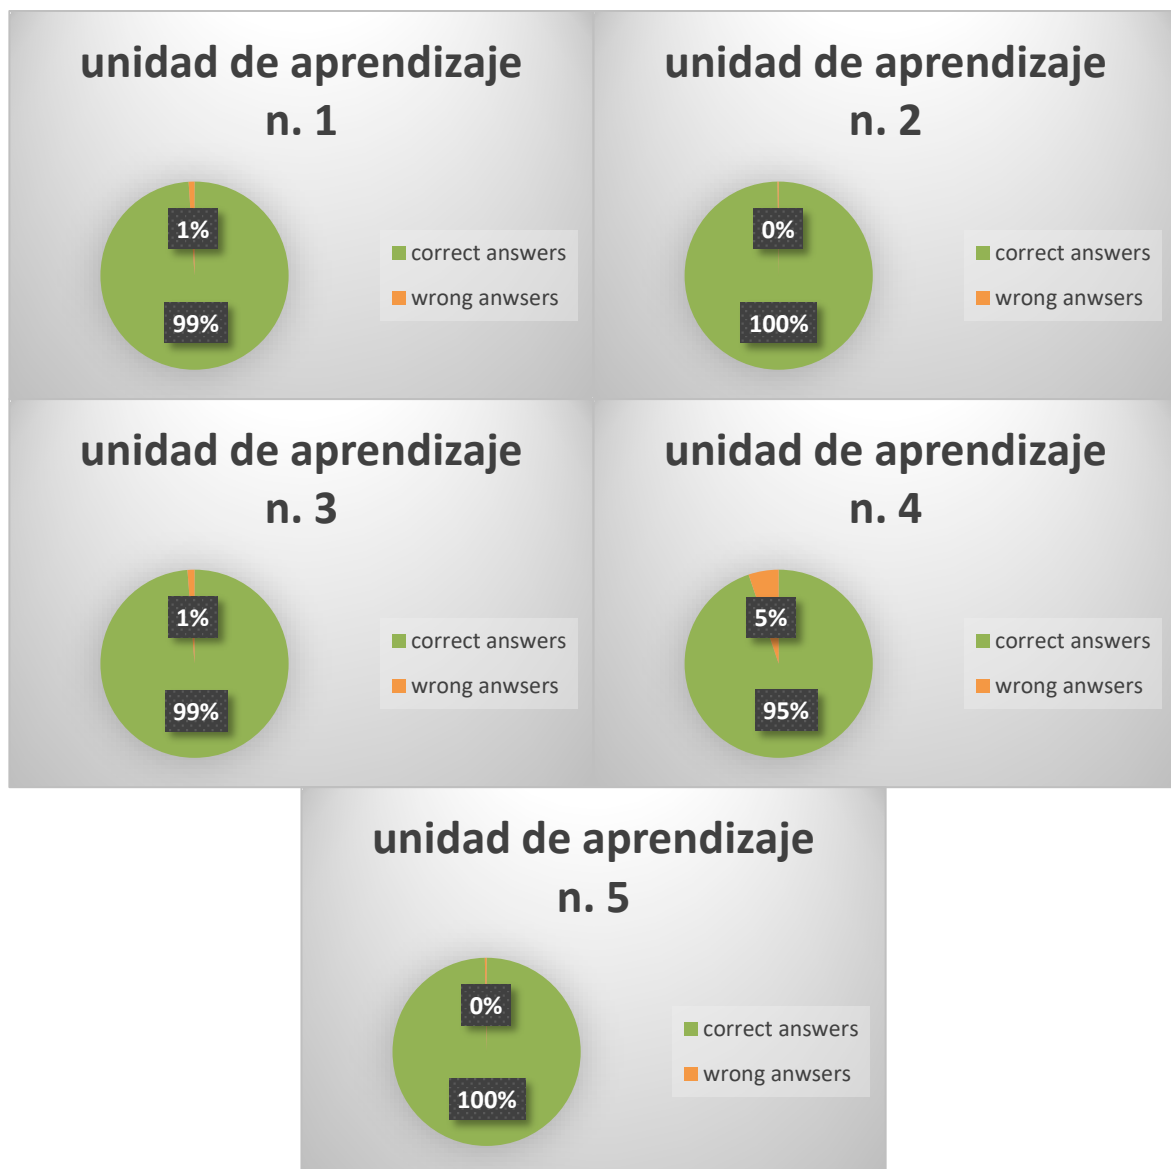 unidad de aprendizaje
n. 1
1%
99%
correct answers
wrong anwsers
unidad de aprendizaje
n. 2
0%
100%
correct answers
wrong anwsers
unidad de aprendizaje
n. 3
1%
99%
correct answers
wrong anwsers
unidad de aprendizaje
n. 4
5%
95%
correct answers
wrong anwsers
unidad de aprendizaje
n. 5
0%
100%
correct answers
wrong anwsers